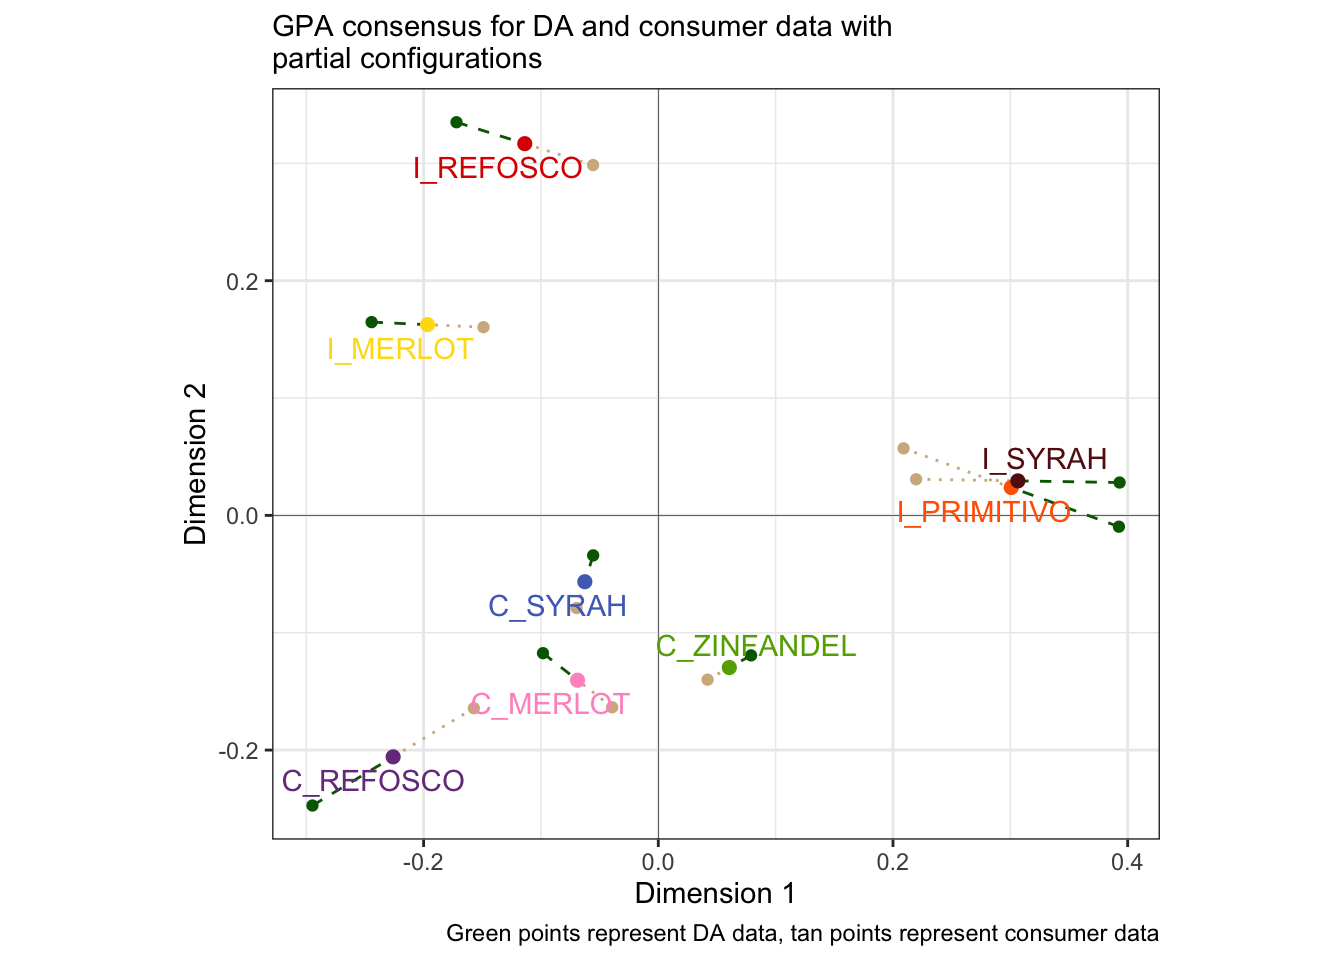 GPA consensus for DA and consumer data with
partial configurations
I_REFOSCO
0.2
I_MERLOT
Dimension 2
I_SYRAH
0.0
I_PRIMITIVO
C_SYRAH
C_ZINFANDEL
C_MERLOT
-0.2
C_REFOSCO
-0.2 0.0 0.2 0.4
Dimension 1
Green points represent DA data, tan points represent consumer data